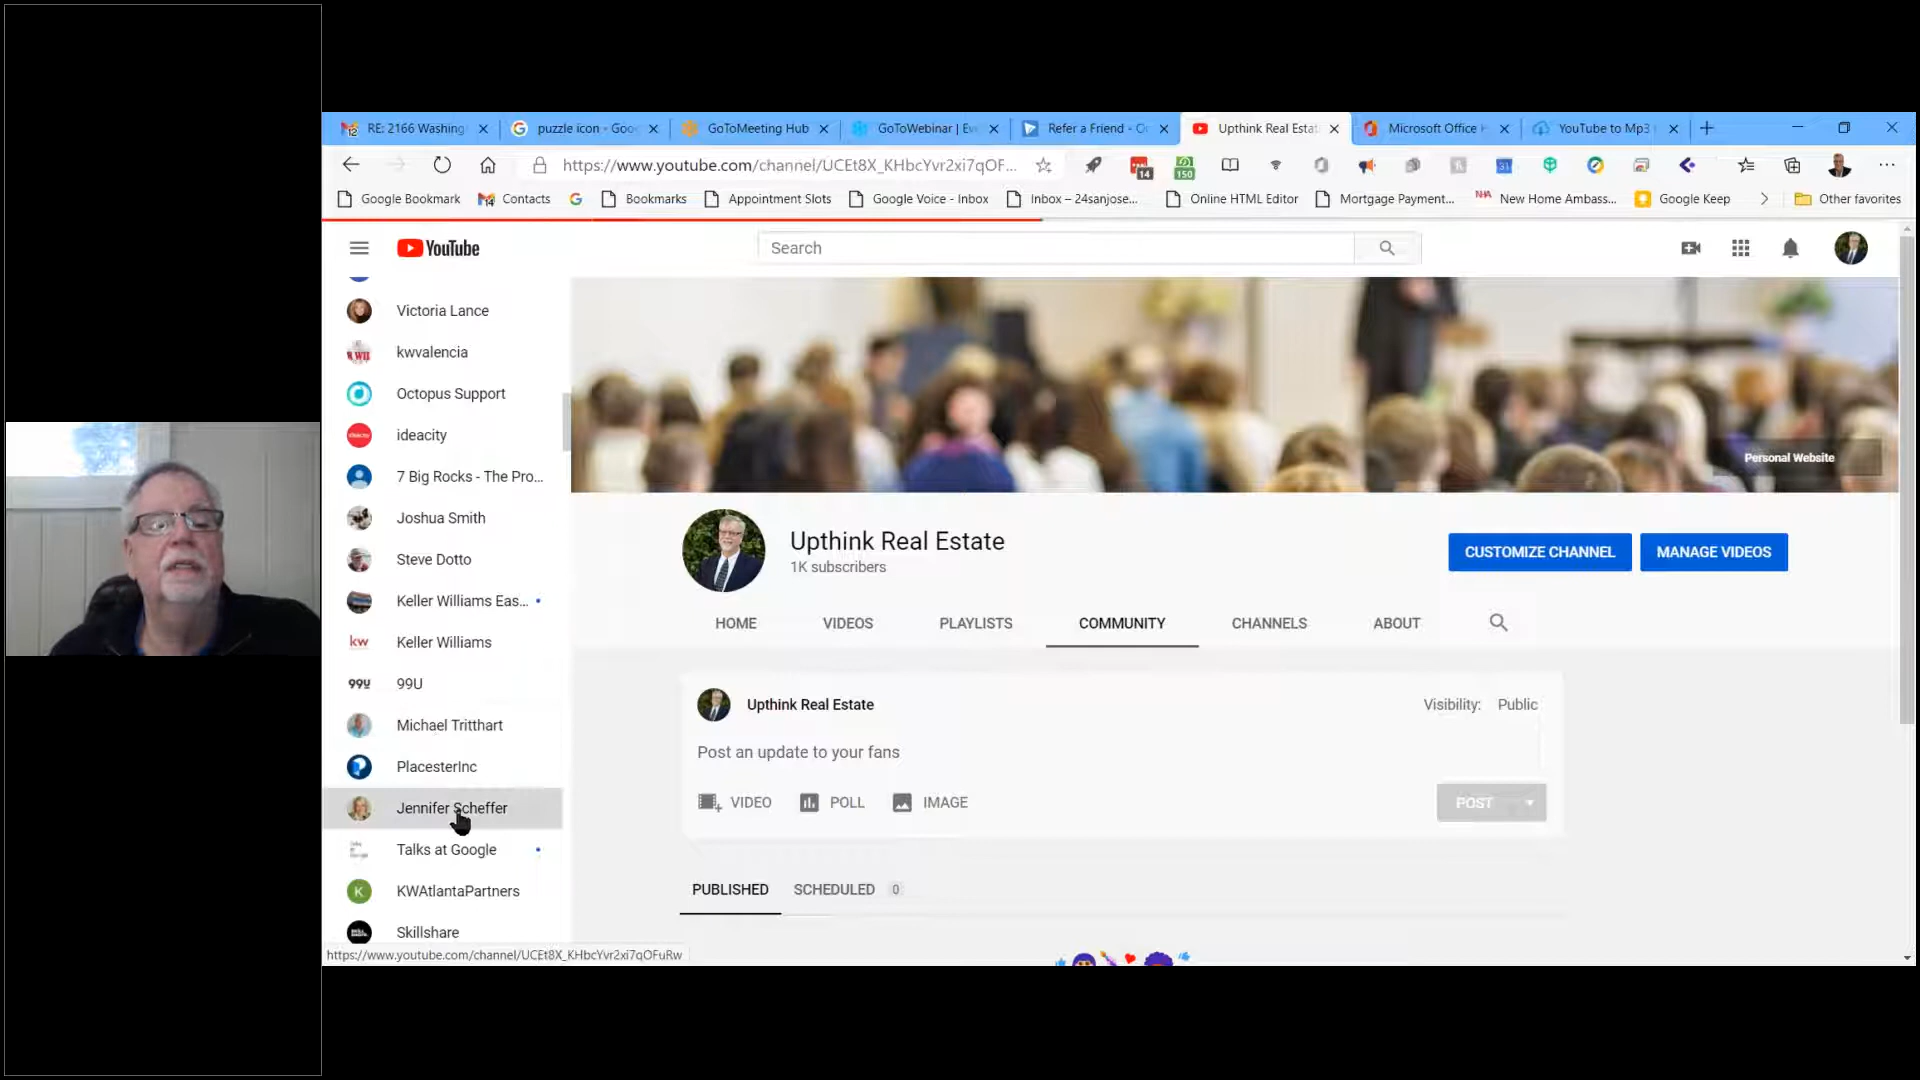 RE: 2166 Washing
puzzle icon - Goo
GoToMeeting Hub
GoToWebinar | Ev
Refer a Friend -
Upthink Real Estat
Microsoft Office
YouTube to Mp3
https://www.youtube.com/channel/UCEt8X_KHbcYvr2xi7qOF...
14
150
31
Google Bookmark
Contacts
Bookmarks
Appointment Slots
Google Voice - Inbox
Inbox – 24sanjose...
Online HTML Editor
Mortgage Payment...
NHA
New Home Ambass...
Google Keep
Other favorites
YouTube
Search
Victoria Lance
kwvalencia
Octopus Support
ideacity
7 Big Rocks - The Pro...
Joshua Smith
Steve Dotto
Keller Williams Eas...
kw
Keller Williams
99U
99U
Michael Tritthart
PlacesterInc
Jennifer Scheffer
Talks at Google
K
KWAtlantaPartners
Skillshare
https://www.youtube.com/channel/UCEt8X_KHbcYvr2xi7qOFuRw
Personal Website
Upthink Real Estate
1K subscribers
CUSTOMIZE CHANNEL
MANAGE VIDEOS
HOME
VIDEOS
PLAYLISTS
COMMUNITY
CHANNELS
ABOUT
Upthink Real Estate
Visibility: Public
Post an update to your fans
VIDEO
POLL
IMAGE
POST
PUBLISHED
SCHEDULED 0